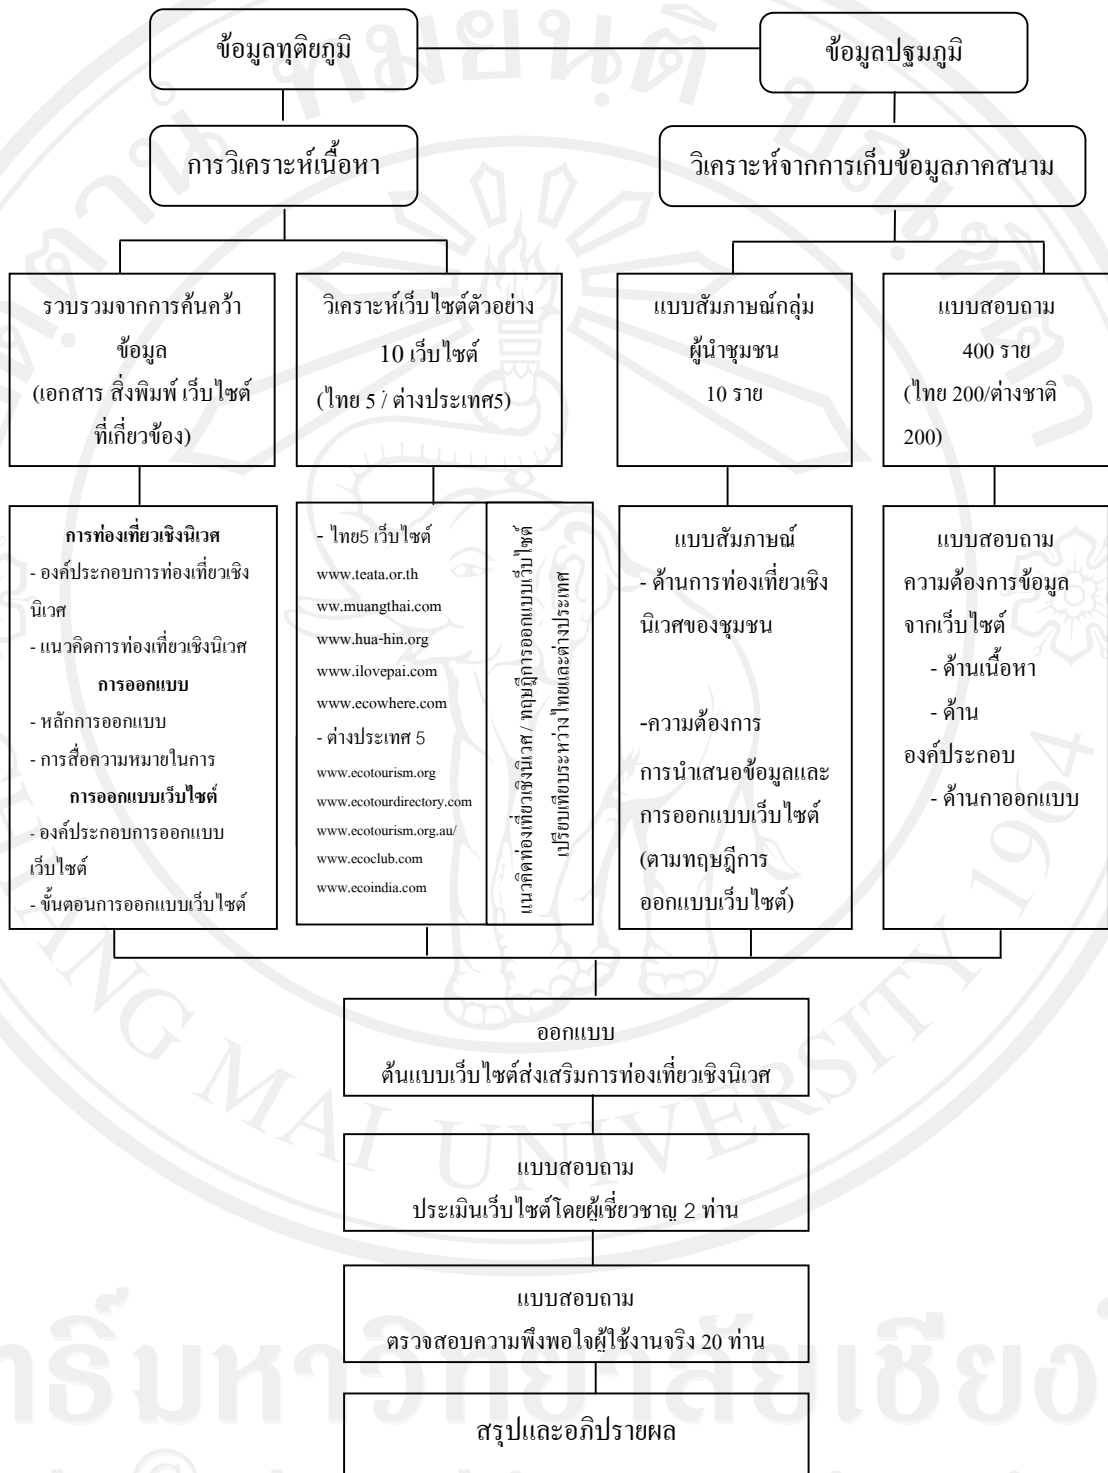 ข้อมูลทุติยภูมิ
ข้อมูลปฐมภูมิ
การวิเคราะห์เนื้อหา
วิเคราะห์จากการเก็บข้อมูลภาคสนาม
รวบรวมจากการค้นคว้า
ข้อมูล
(เอกสาร สิ่งพิมพ์ เว็บไซต์
ที่เกี่ยวข้อง)
วิเคราะห์เว็บไซต์ตัวอย่าง
10 เว็บไซต์
(ไทย 5 / ต่างประเทศ5)
แบบสัมภาษณ์กลุ่ม
ผู้นำชุมชน
10 ราย
แบบสอบถาม
400 ราย
(ไทย 200/ต่างชาติ
200)
การท่องเที่ยวเชิงนิเวศ
- องค์ประกอบการท่องเที่ยวเชิง
นิเวศ
- แนวคิดการท่องเที่ยวเชิงนิเวศ
การออกแบบ
- หลักการออกแบบ
- การสื่อความหมายในการ
การออกแบบเว็บไซต์
- องค์ประกอบการออกแบบ
เว็บไซต์
- ขั้นตอนการออกแบบเว็บไซต์
- ไทย5 เว็บไซต์
www.teata.or.th
ww.muangthai.com
www.hua-hin.org
www.ilovepai.com
www.ecowhere.com
- ต่างประเทศ 5
www.ecotourism.org
www.ecotourdirectory.com
www.ecotourism.org.au/
www.ecoclub.com
www.ecoindia.com
แนวคิดท่องเที่ยวเชิงนิเวศ/ ทฤษฎีการออกแบบเว็บไซต์
เปรียบเทียบระหว่างไทยและต่างประเทศ
แบบสัมภาษณ์
- ด้านการท่องเที่ยวเชิง
นิเวศของชุมชน
-ความต้องการ
การนำเสนอข้อมูลและ
การออกแบบเว็บไซต์
(ตามทฤษฎีการ
ออกแบบเว็บไซต์)
แบบสอบถาม
ความต้องการข้อมูล
จากเว็บไซต์
- ด้านเนื้อหา
- ด้าน
องค์ประกอบ
- ด้านกาออกแบบ
ออกแบบ
ต้นแบบเว็บไซต์ส่งเสริมการท่องเที่ยวเชิงนิเวศ
แบบสอบถาม
ประเมินเว็บไซต์โดยผู้เชี่ยวชาญ 2 ท่าน
แบบสอบถาม
ตรวจสอบความพึงพอใจผู้ใช้งานจริง 20 ท่าน
สรุปและอภิปรายผล